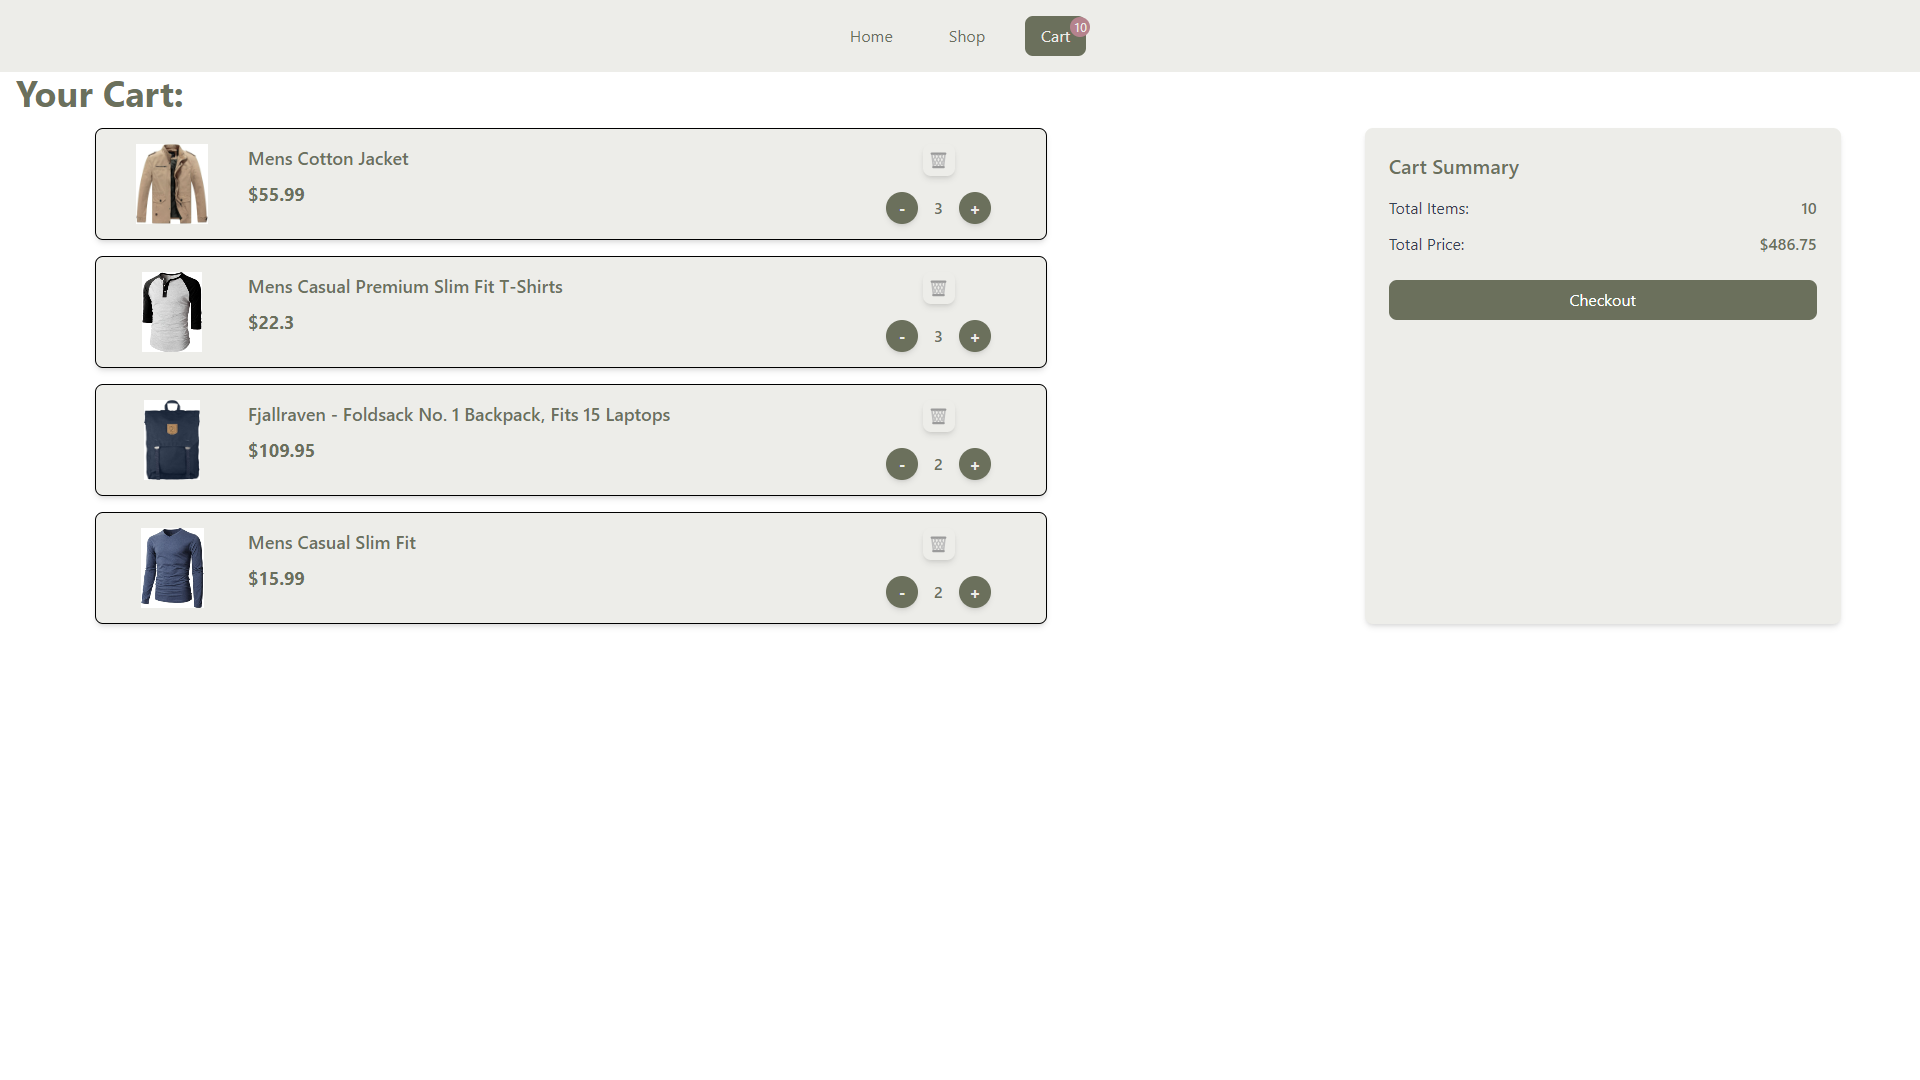 Home
Shop
Cart
10
Your Cart:
Mens Cotton Jacket
$55.99
- 3 +
Mens Casual Premium Slim Fit T-Shirts
$22.3
- 3 +
Fjallraven - Foldsack No. 1 Backpack, Fits 15 Laptops
$109.95
- 2 +
Mens Casual Slim Fit
$15.99
- 2 +
Cart Summary
Total Items: 10
Total Price: $486.75
Checkout